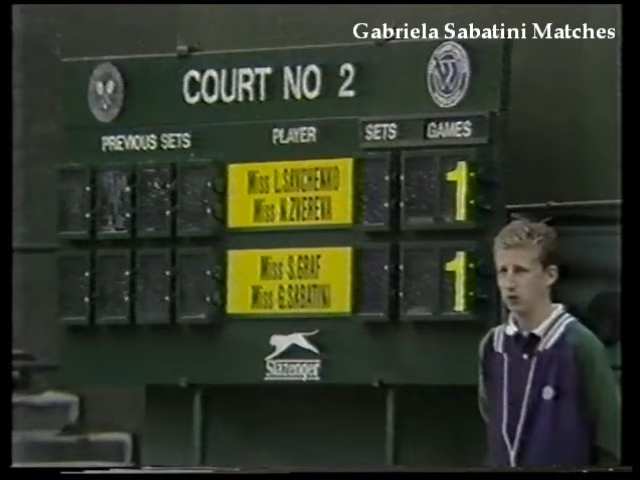 Gabriela Sabatini Matches
COURT NO 2
PREVIOUS SETS
PLAYER
SETS
GAMES
Miss L.SAVCHENKO
Miss N.ZVEREVA
1
Miss S.GRAF
Miss G.SABATINI
1
Slazenger